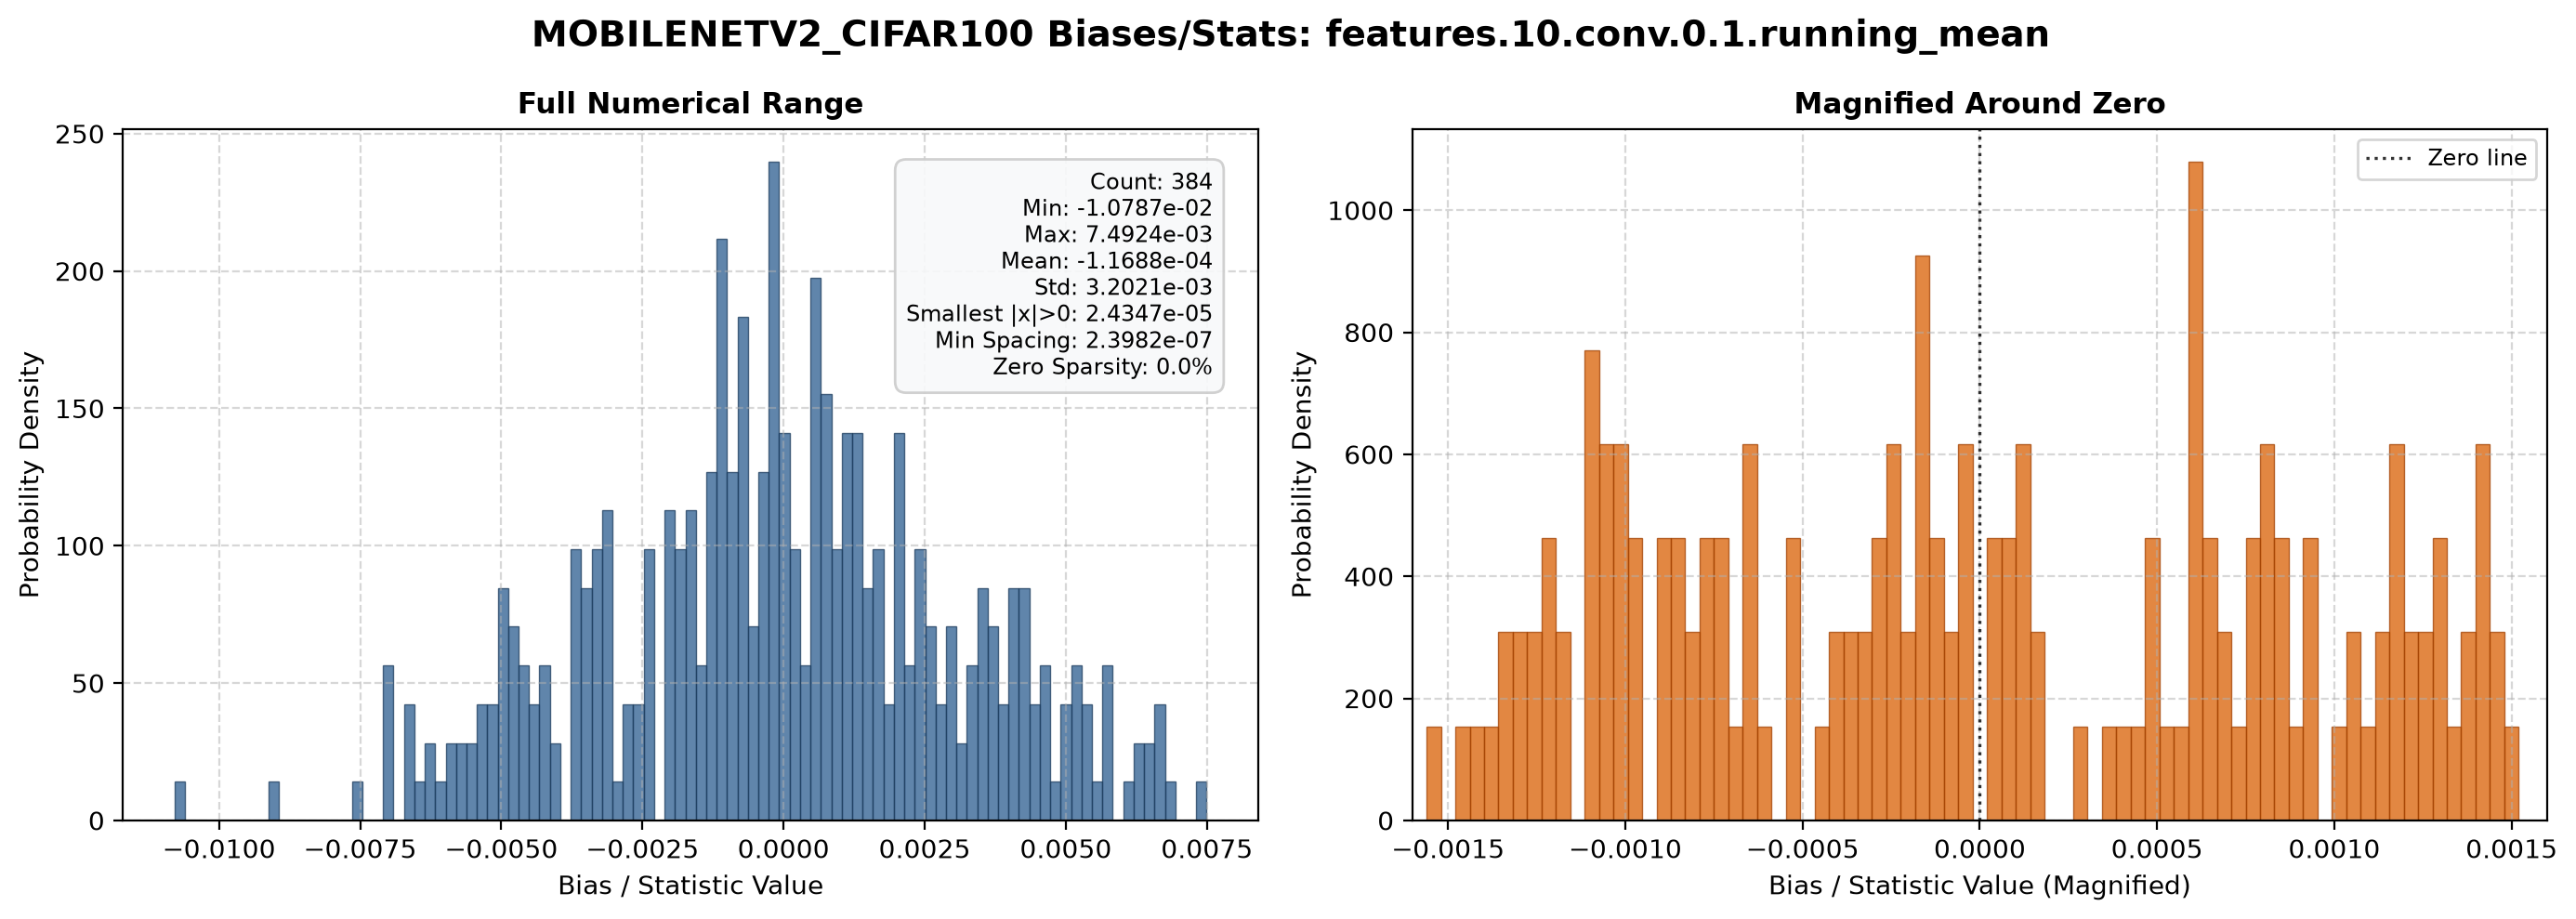 MOBILENETV2_CIFAR100 Biases/Stats: features.10.conv.0.1.running_mean
Full Numerical Range
Probability Density
250
200
150
100
50
0
Count: 384
Min: -1.0787e-02
Max: 7.4924e-03
Mean: -1.1688e-04
Std: 3.2021e-03
Smallest |x|>0: 2.4347e-05
Min Spacing: 2.3982e-07
Zero Sparsity: 0.0%
−0.0100 −0.0075 −0.0050 −0.0025 0.0000 0.0025 0.0050 0.0075
Bias / Statistic Value
Magnified Around Zero
Probability Density
1000
800
600
400
200
0
Zero line
−0.0015 −0.0010 −0.0005 0.0000 0.0005 0.0010 0.0015
Bias / Statistic Value (Magnified)